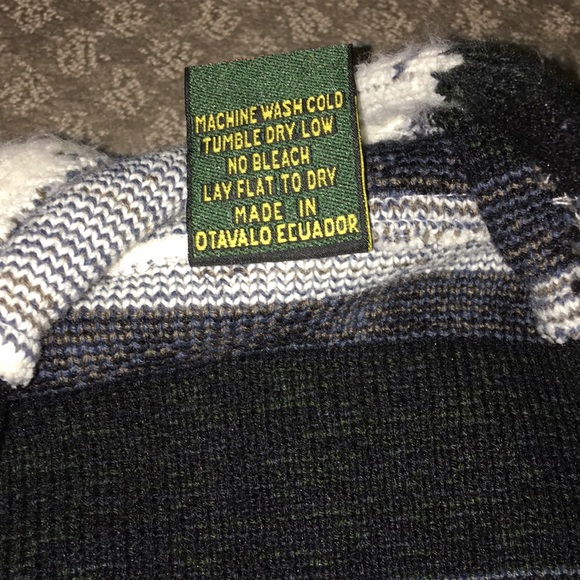 MACHINE WASH COLD
TUMBLE DRY LOW
NO BLEACH
LAY FLAT TO DRY
MADE IN
OTAVALO ECUADOR